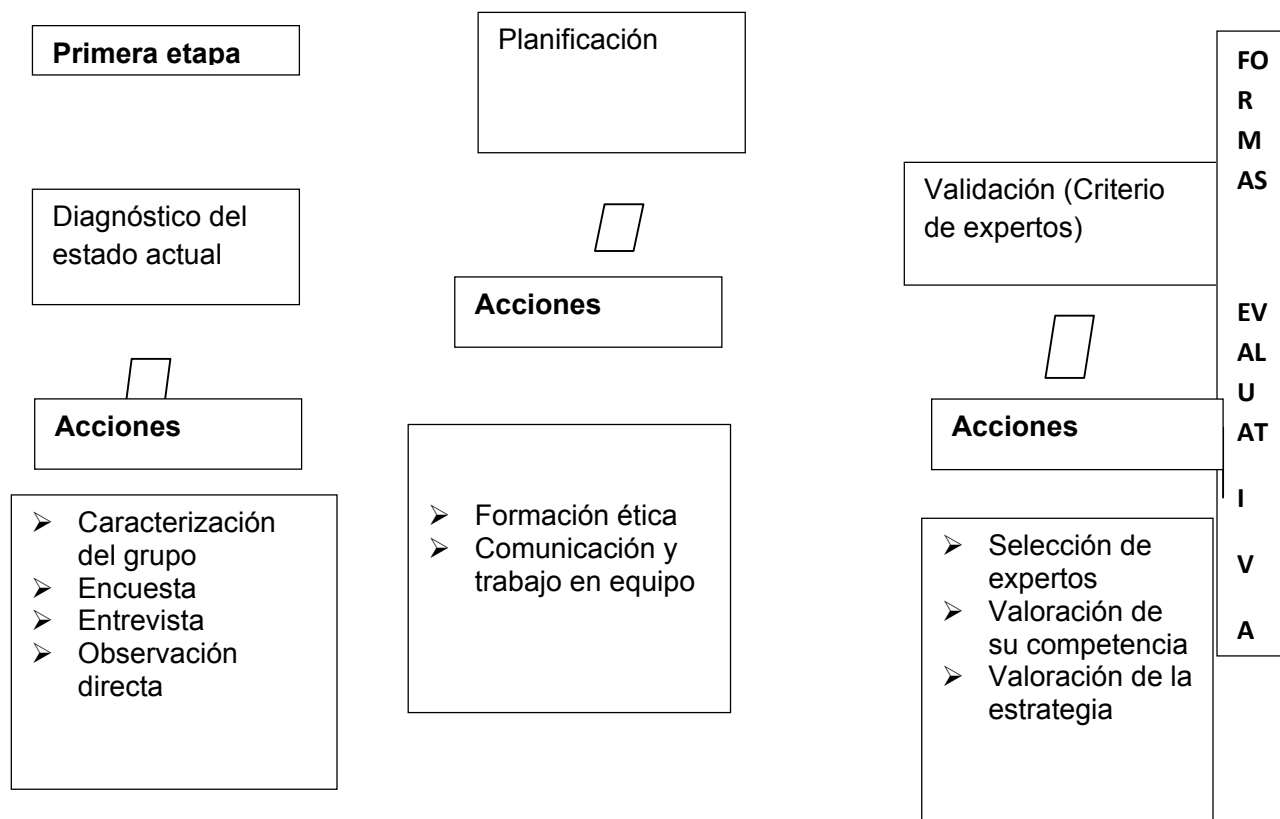 Primera etapa
Diagnóstico del
estado actual
Acciones
➢ Caracterización
del grupo
➢ Encuesta
➢ Entrevista
➢ Observación
directa
Planificación
Acciones
➢ Formación ética
➢ Comunicación y
trabajo en equipo
Validación (Criterio
de expertos)
Acciones
➢ Selección de
expertos
➢ Valoración de
su competencia
➢ Valoración de la
estrategia
FO
R
M
AS
EV
AL
U
AT
I
V
A